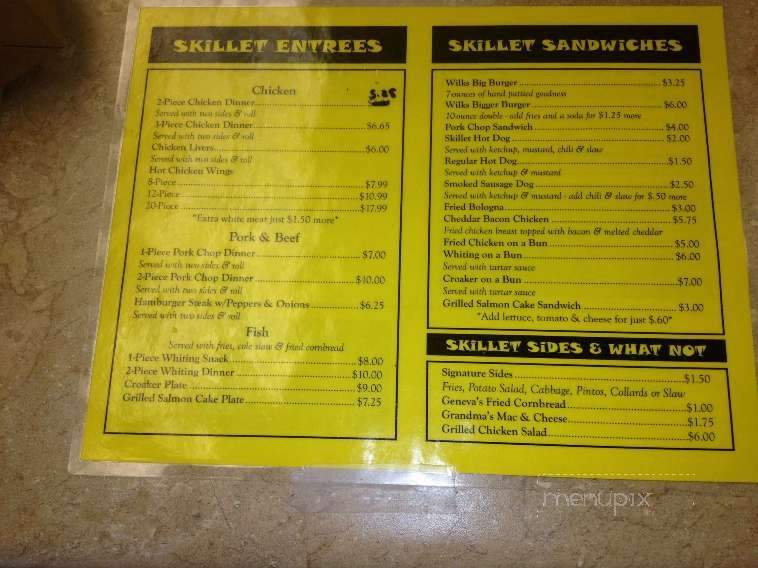 SKILLET ENTREES
Chicken
5.25
2-Piece Chicken Dinner
Served with two sides & roll
3-Piece Chicken Dinner $6.65
Served with two sides & roll
Chicken Livers $6.00
Served with two sides & roll
Hot Chicken Wings
8-Piece $7.99
12-Piece $10.99
20-Piece $17.99
*Extra white meat just $1.50 more*
Pork & Beef
1-Piece Pork Chop Dinner $7.00
Served with two sides & roll
2-Piece Pork Chop Dinner $10.00
Served with two sides & roll
Hamburger Steak w/Peppers & Onions $6.25
Served with two sides & roll
Fish
Served with fries, cole slaw & fried cornbread
1-Piece Whiting Snack $8.00
2-Piece Whiting Dinner $10.00
Croaker Plate $9.00
Grilled Salmon Cake Plate $7.25
SKILLET SANDWICHES
Wilks Big Burger $3.25
7 ounces of hand pattied goodness
Wilks Bigger Burger $6.00
10 ounce double - add fries and a soda for $1.25 more
Pork Chop Sandwich $4.00
Skillet Hot Dog $2.00
Served with ketchup, mustard, chili & slaw
Regular Hot Dog $1.50
Served with ketchup & mustard
Smoked Sausage Dog $2.50
Served with ketchup & mustard - add chili & slaw for $.50 more
Fried Bologna $3.00
Cheddar Bacon Chicken $5.75
Fried chicken breast topped with bacon & melted cheddar
Fried Chicken on a Bun $5.00
Whiting on a Bun $6.00
Served with tartar sauce
Croaker on a Bun $7.00
Served with tartar sauce
Grilled Salmon Cake Sandwich $3.00
*Add lettuce, tomato & cheese for just $.60*
SKILLET SIDES & WHAT NOT
Signature Sides $1.50
Fries, Potato Salad, Cabbage, Pintos, Collards or Slaw
Geneva's Fried Cornbread $1.00
Grandma's Mac & Cheese $1.75
Grilled Chicken Salad $6.00
menupix